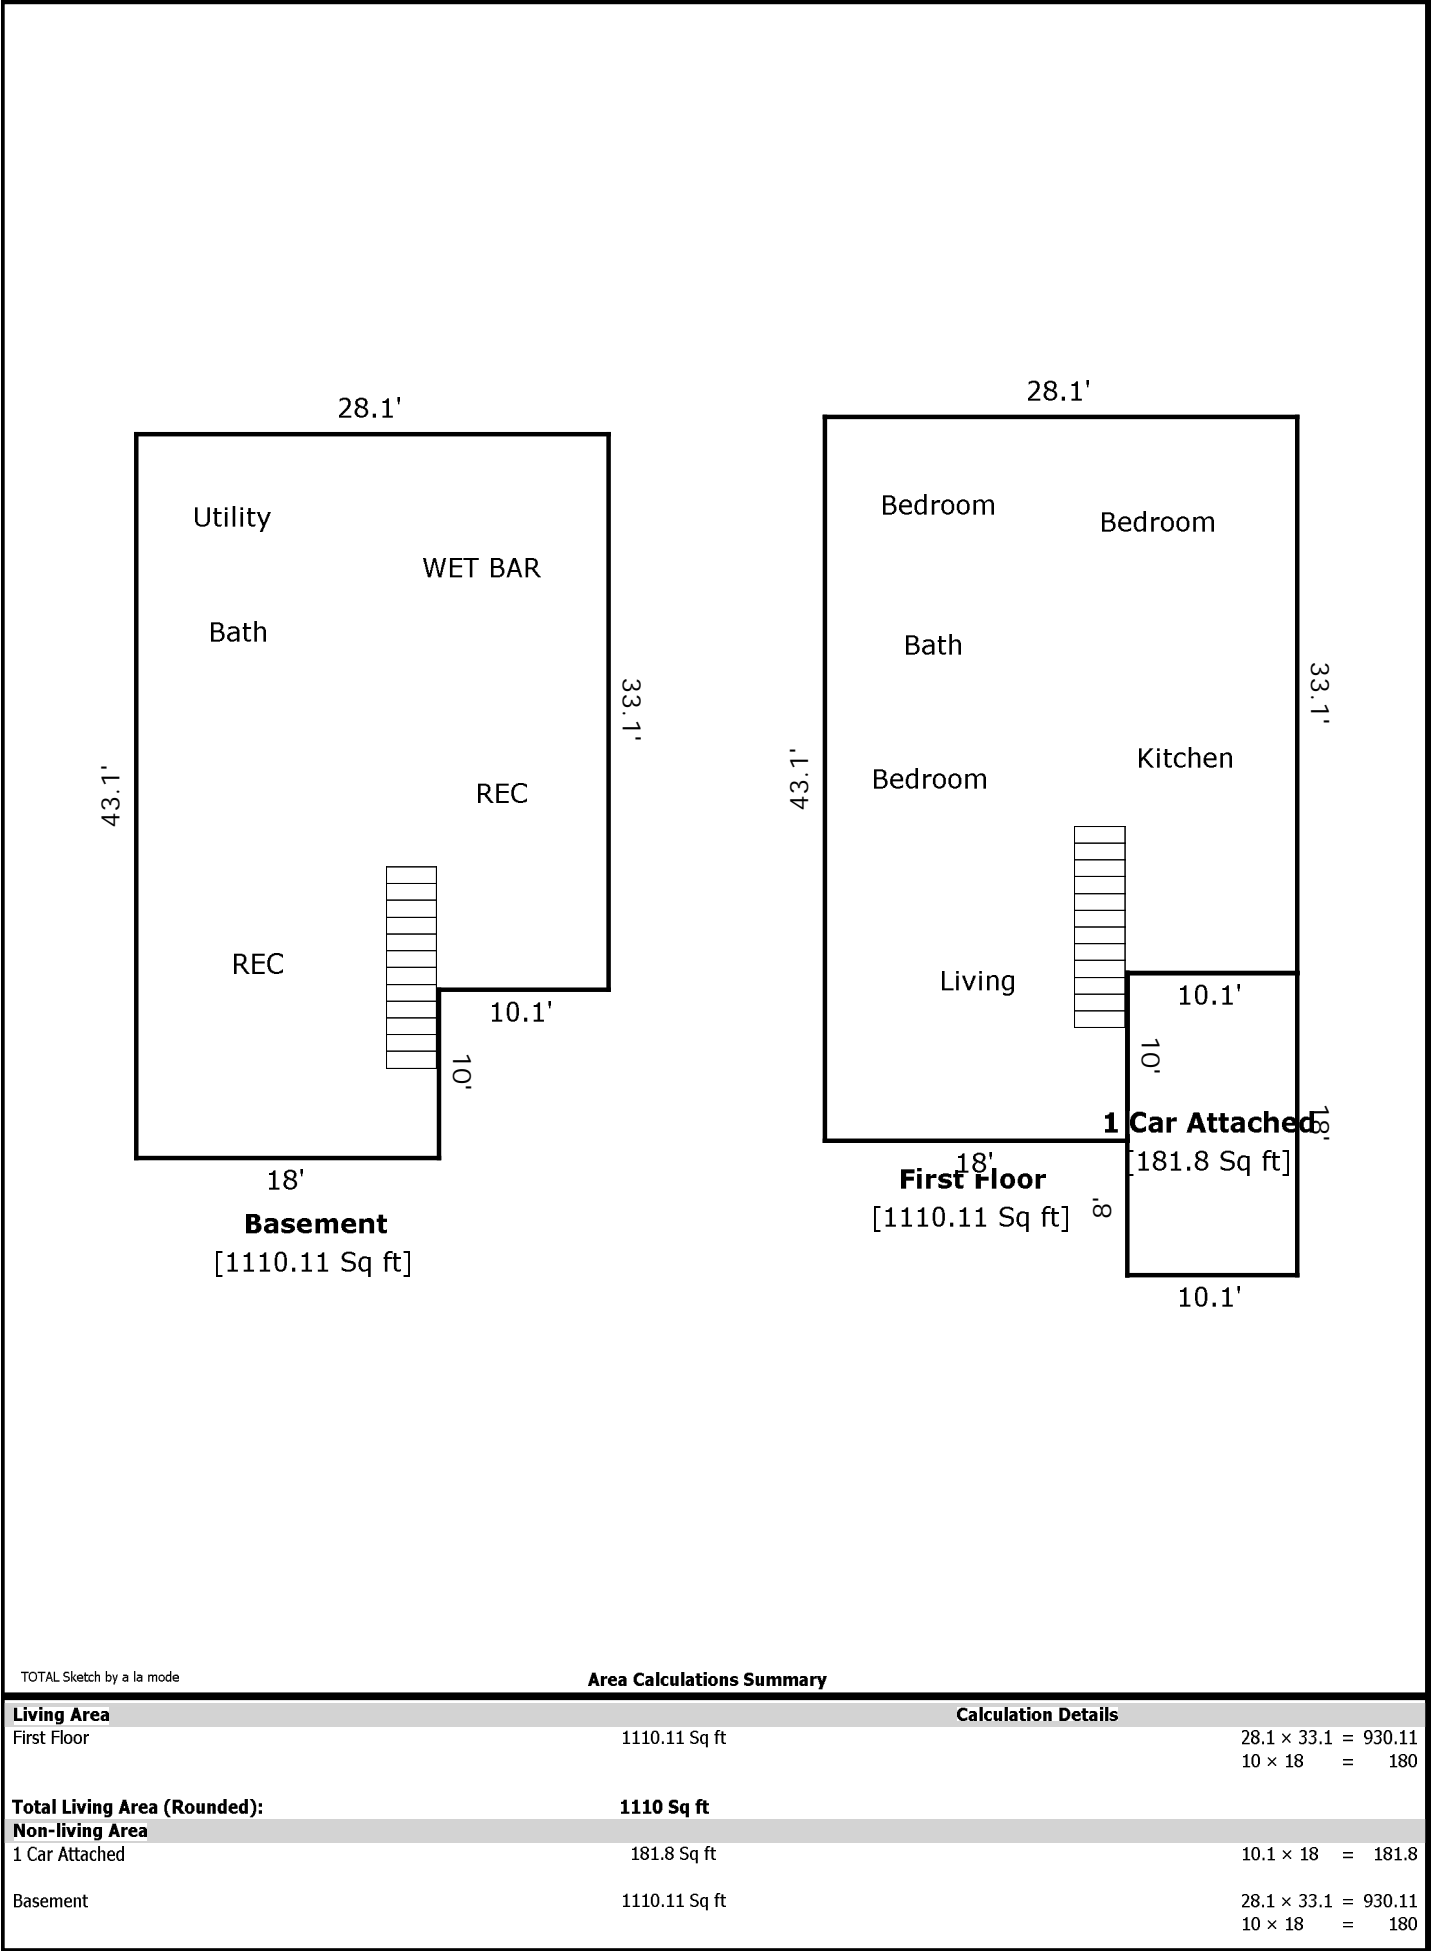 28.1'
28.1'
Utility
Bedroom
Bedroom
WET BAR
Bath
Bath
33.1'
33.1'
43.1'
43.1'
REC
Bedroom
Kitchen
REC
Living
10.1'
10.1'
10'
10'
18'
18'
1 Car Attached
18'
[181.8 Sq ft]
Basement
First Floor
[1110.11 Sq ft]
[1110.11 Sq ft]
8'
10.1'
TOTAL Sketch by a la mode
Area Calculations Summary
Living Area Calculation Details
First Floor 1110.11 Sq ft 28.1 × 33.1 = 930.11
10 × 18 = 180
Total Living Area (Rounded): 1110 Sq ft
Non-living Area
1 Car Attached 181.8 Sq ft 10.1 × 18 = 181.8
Basement 1110.11 Sq ft 28.1 × 33.1 = 930.11
10 × 18 = 180